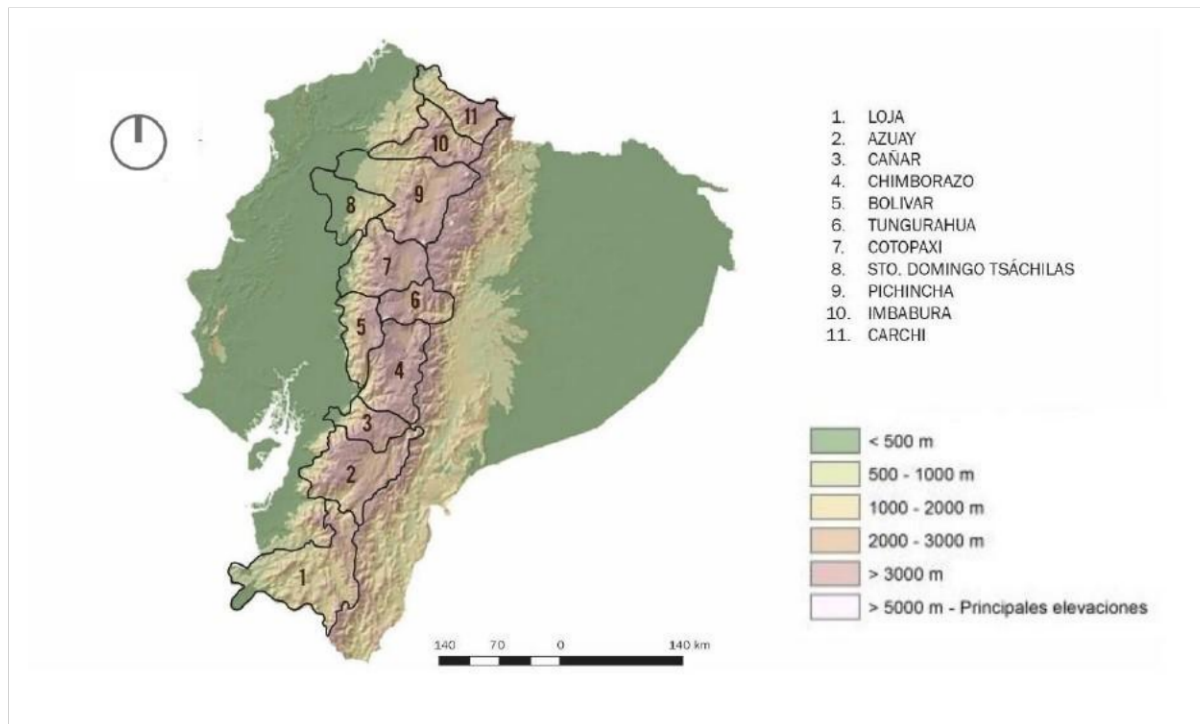 11
10
9
8
7
6
5
4
3
2
1
1. LOJA
2. AZUAY
3. CAÑAR
4. CHIMBORAZO
5. BOLIVAR
6. TUNGURAHUA
7. COTOPAXI
8. STO. DOMINGO TSÁCHILAS
9. PICHINCHA
10. IMBABURA
11. CARCHI
< 500 m
500 - 1000 m
1000 - 2000 m
2000 - 3000 m
> 3000 m
> 5000 m - Principales elevaciones
140 70 0 140 km